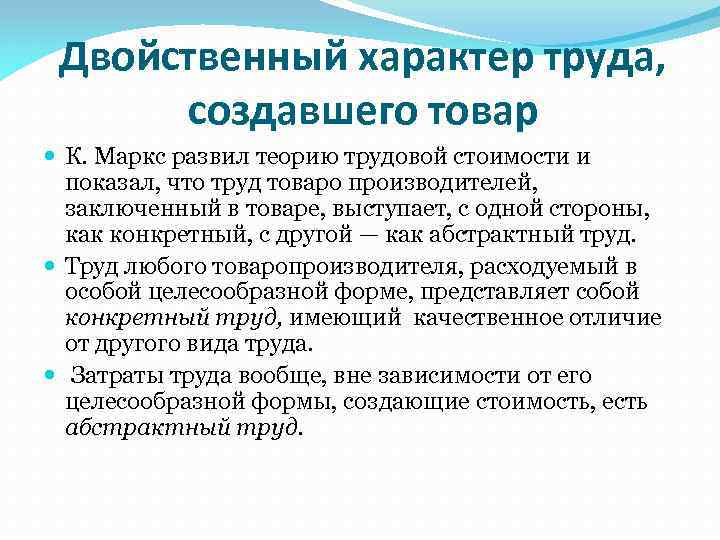 Двойственный характер труда,
создавшего товар
К. Маркс развил теорию трудовой стоимости и
показал, что труд товаро производителей,
заключенный в товаре, выступает, с одной стороны,
как конкретный, с другой — как абстрактный труд.
Труд любого товаропроизводителя, расходуемый в
особой целесообразной форме, представляет собой
конкретный труд, имеющий качественное отличие
от другого вида труда.
Затраты труда вообще, вне зависимости от его
целесообразной формы, создающие стоимость, есть
абстрактный труд.